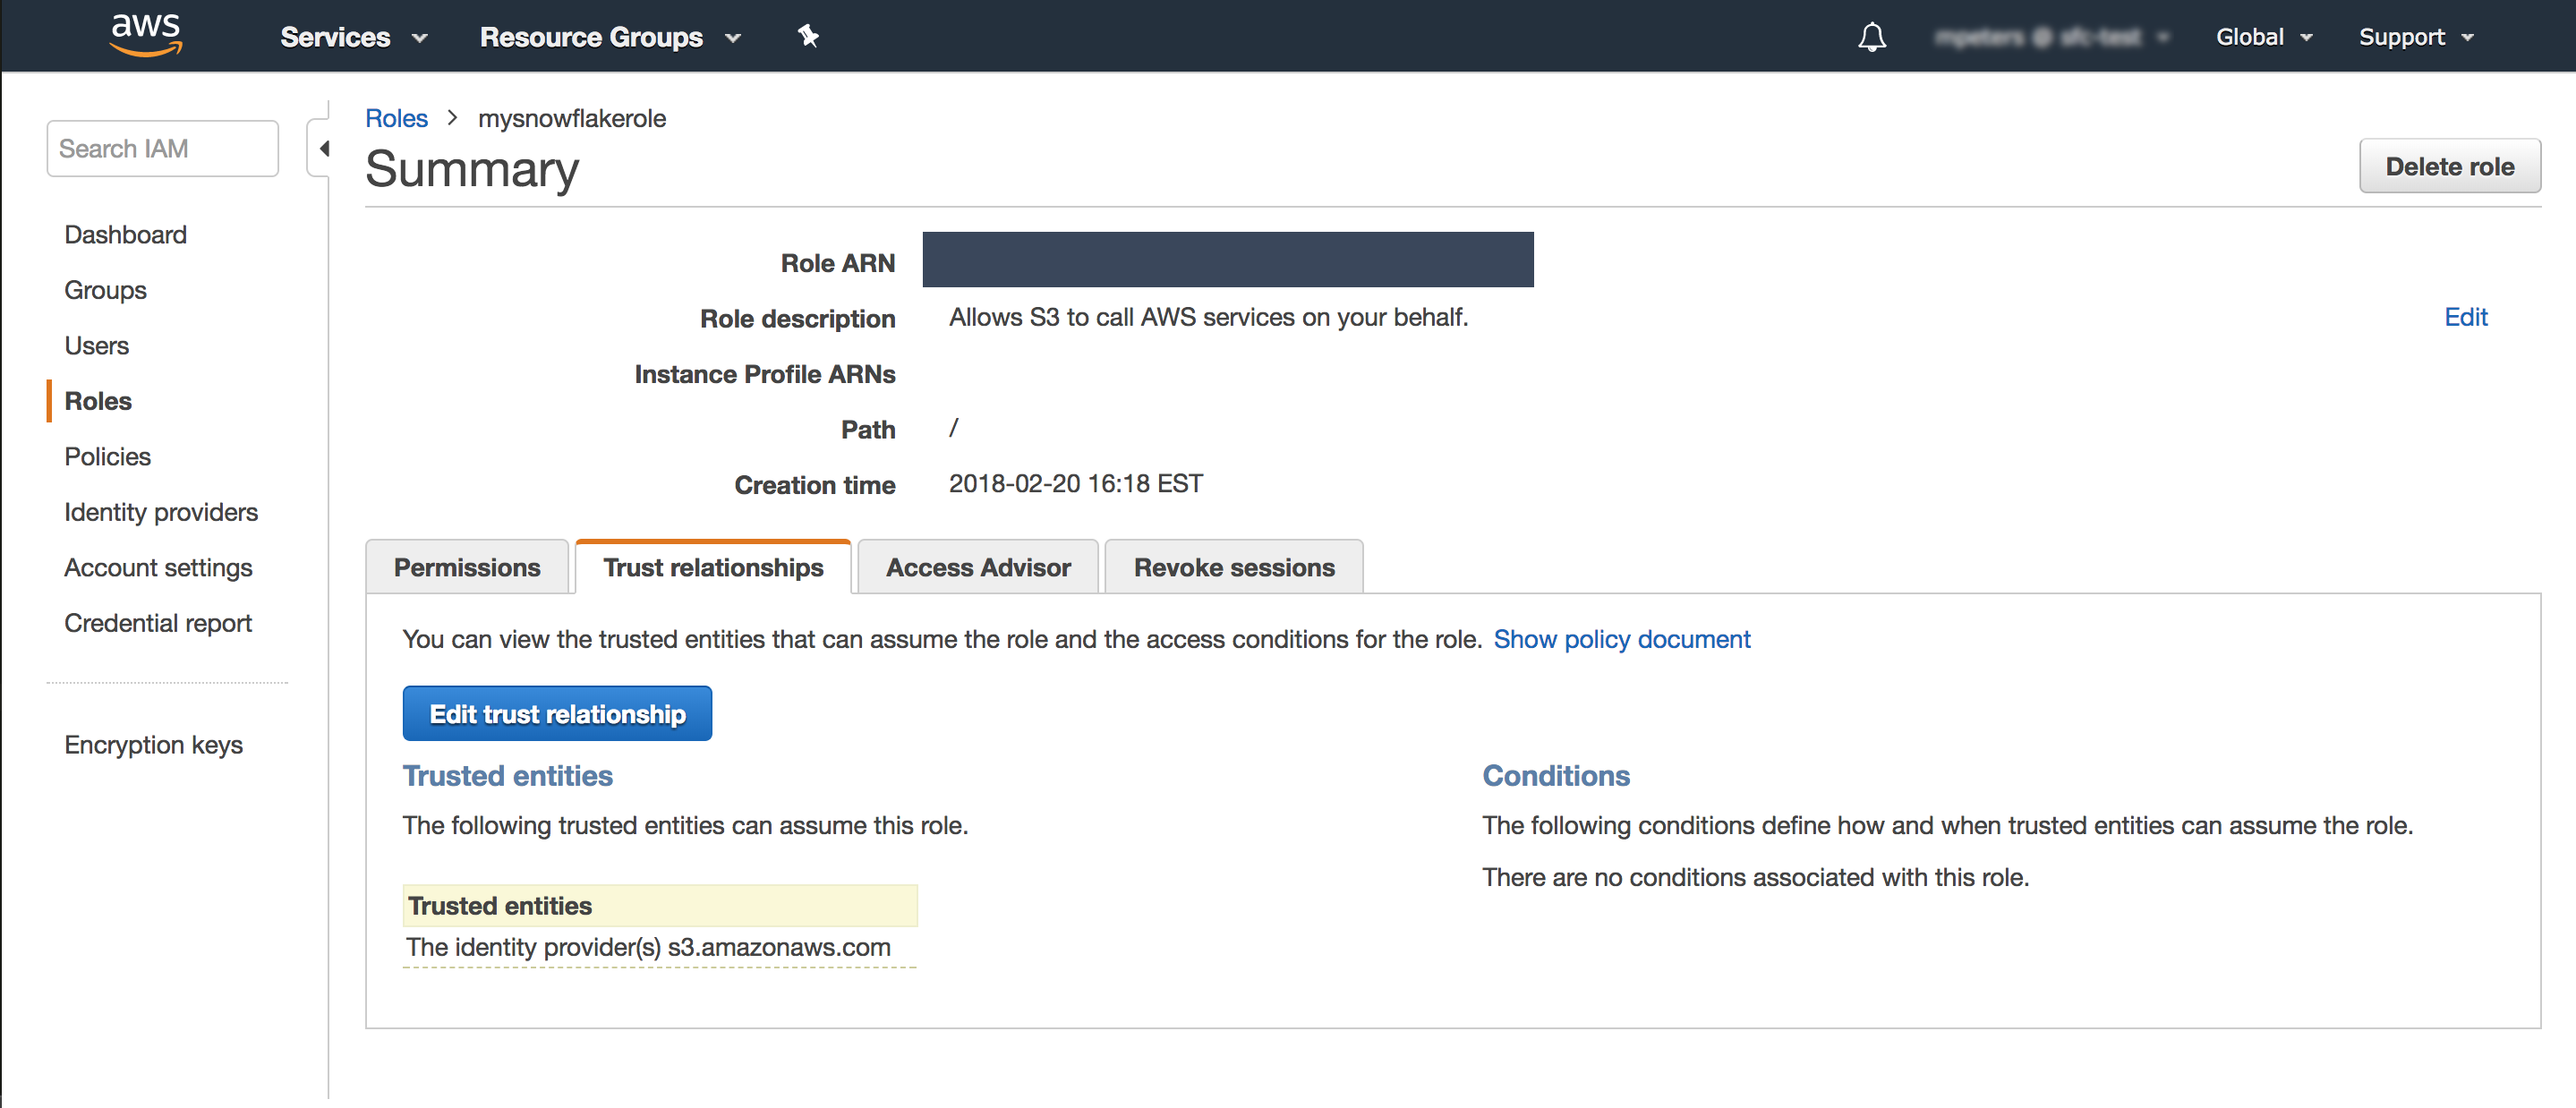 aws
Services
Resource Groups
Global
Support
Search IAM
Dashboard
Groups
Users
Roles
Policies
Identity providers
Account settings
Credential report
Encryption keys
Roles > mysnowflakerole
Summary
Delete role
Role ARN
Role description Allows S3 to call AWS services on your behalf. Edit
Instance Profile ARNs
Path /
Creation time 2018-02-20 16:18 EST
Permissions Trust relationships Access Advisor Revoke sessions
You can view the trusted entities that can assume the role and the access conditions for the role. Show policy document
Edit trust relationship
Trusted entities
The following trusted entities can assume this role.
Trusted entities
The identity provider(s) s3.amazonaws.com
Conditions
The following conditions define how and when trusted entities can assume the role.
There are no conditions associated with this role.